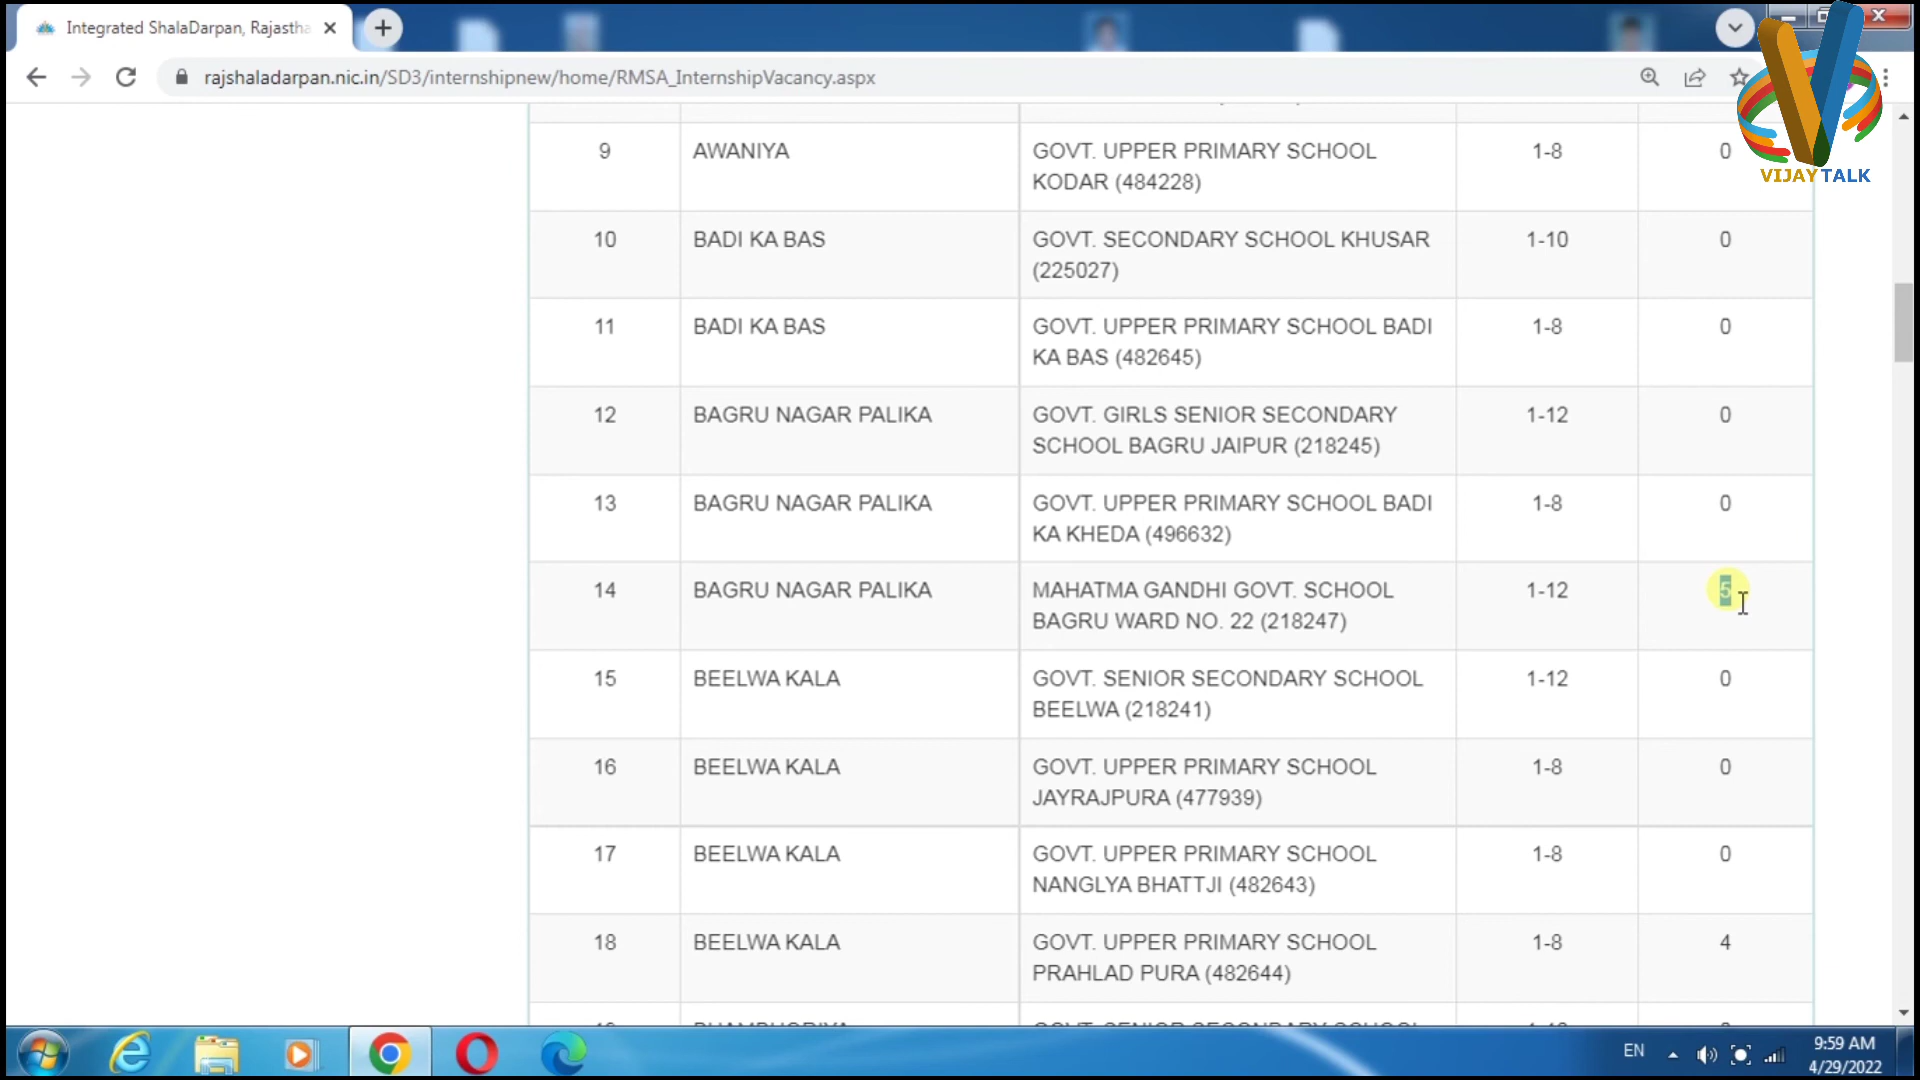 Integrated ShalaDarpan, Rajastha
rajshaladarpan.nic.in/SD3/internshipnew/home/RMSA_InternshipVacancy.aspx
VIJAYTALK
9 AWANIYA GOVT. UPPER PRIMARY SCHOOL 1-8 0
KODAR (484228)
10 BADI KA BAS GOVT. SECONDARY SCHOOL KHUSAR 1-10 0
(225027)
11 BADI KA BAS GOVT. UPPER PRIMARY SCHOOL BADI 1-8 0
KA BAS (482645)
12 BAGRU NAGAR PALIKA GOVT. GIRLS SENIOR SECONDARY 1-12 0
SCHOOL BAGRU JAIPUR (218245)
13 BAGRU NAGAR PALIKA GOVT. UPPER PRIMARY SCHOOL BADI 1-8 0
KA KHEDA (496632)
14 BAGRU NAGAR PALIKA MAHATMA GANDHI GOVT. SCHOOL 1-12 5
BAGRU WARD NO. 22 (218247)
15 BEELWA KALA GOVT. SENIOR SECONDARY SCHOOL 1-12 0
BEELWA (218241)
16 BEELWA KALA GOVT. UPPER PRIMARY SCHOOL 1-8 0
JAYRAJPURA (477939)
17 BEELWA KALA GOVT. UPPER PRIMARY SCHOOL 1-8 0
NANGLYA BHATTJI (482643)
18 BEELWA KALA GOVT. UPPER PRIMARY SCHOOL 1-8 4
PRAHLAD PURA (482644)
GOVT. SENIOR SECONDARY SCHOOL
EN
9:59 AM
4/29/2022